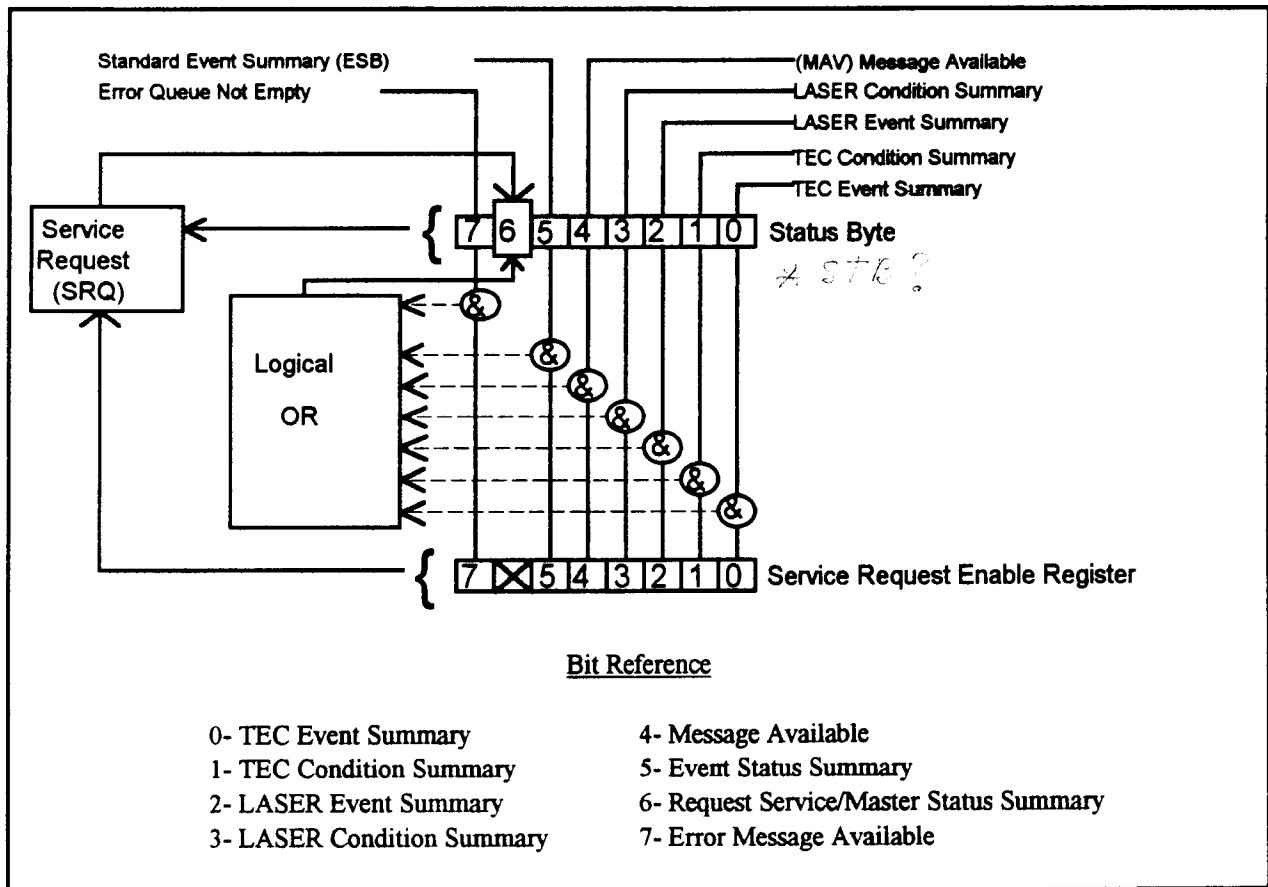 Standard Event Summary (ESB)
(MAV) Message Available
Error Queue Not Empty
LASER Condition Summary
LASER Event Summary
TEC Condition Summary
TEC Event Summary
Service
Request
(SRQ)
{ 7 6 5 4 3 2 1 0 Status Byte
* STB?
&
Logical
OR
&
&
&
&
&
&
{ 7 5 4 3 2 1 0 Service Request Enable Register
Bit Reference
0- TEC Event Summary
1- TEC Condition Summary
2- LASER Event Summary
3- LASER Condition Summary
4- Message Available
5- Event Status Summary
6- Request Service/Master Status Summary
7- Error Message Available